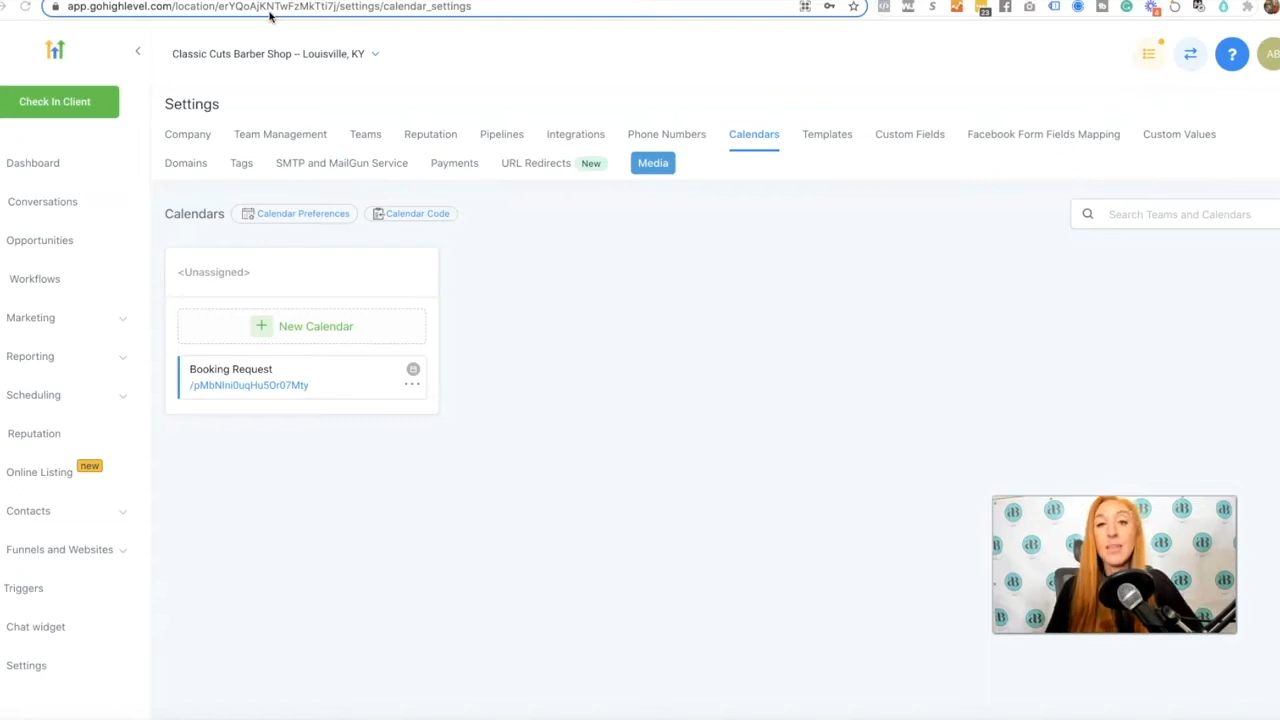 app.gohighlevel.com/location/erYQoAjKNTwFzMkTti7j/settings/calendar_settings
23
4
Classic Cuts Barber Shop -- Louisville, KY
?
AB
Check In Client
Settings
Company Team Management Teams Reputation Pipelines Integrations Phone Numbers Calendars Templates Custom Fields Facebook Form Fields Mapping Custom Values
Domains Tags SMTP and MailGun Service Payments URL Redirects New Media
Dashboard
Conversations
Opportunities
Workflows
Marketing
Reporting
Scheduling
Reputation
Online Listing new
Contacts
Funnels and Websites
Triggers
Chat widget
Settings
Calendars Calendar Preferences Calendar Code
Search Teams and Calendars
<Unassigned>
+ New Calendar
Booking Request
/pMbNIni0uqHu5Or07Mty